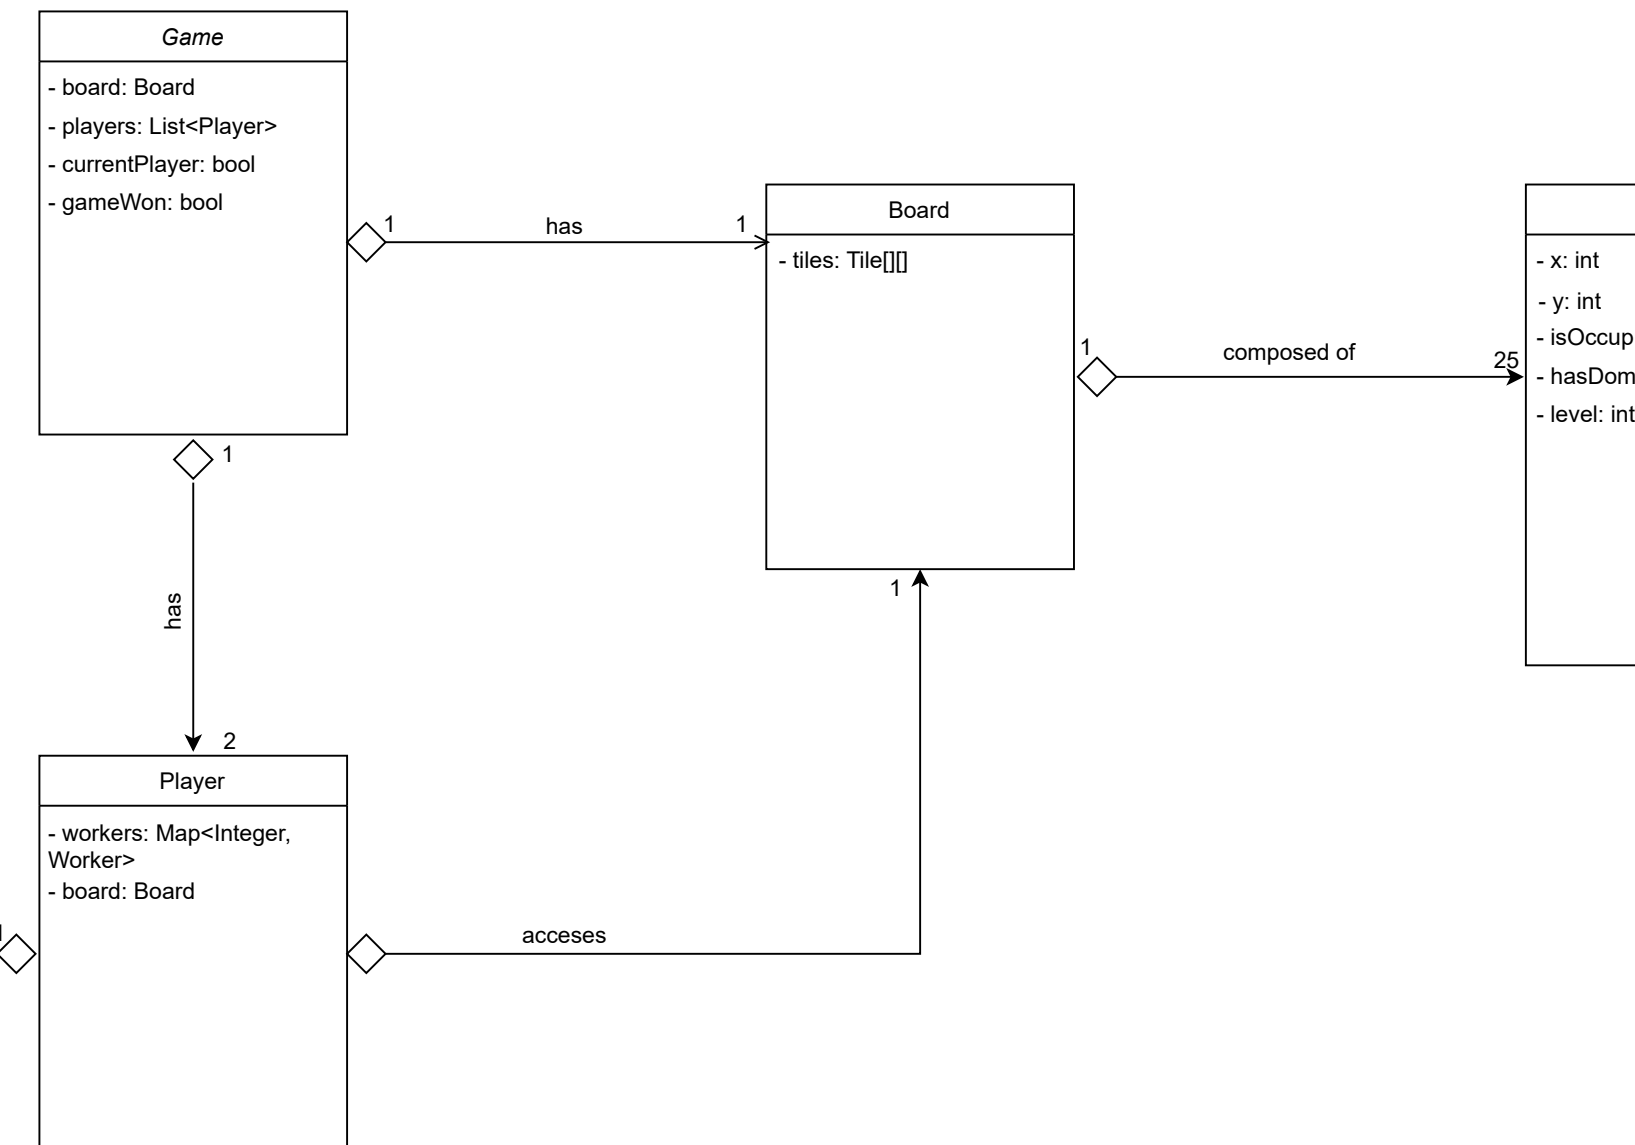 Game
- board: Board
- players: List<Player>
- currentPlayer: bool
- gameWon: bool
1
has
1
Board
- tiles: Tile[][]
1
composed of
25
- x: int
- y: int
- isOccup
- hasDom
- level: int
1
has
2
1
Player
- workers: Map<Integer,
Worker>
- board: Board
acceses